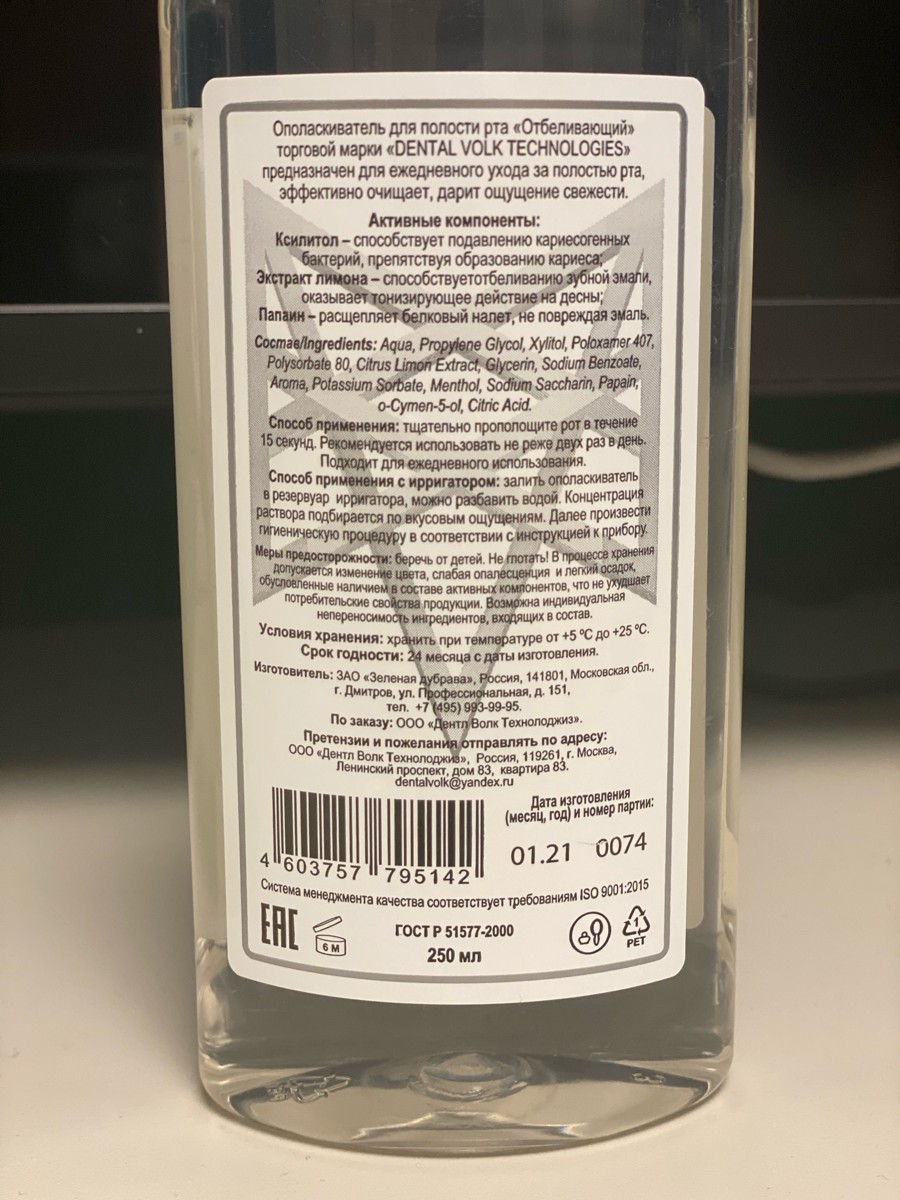 Ополаскиватель для полости рта «Отбеливающий»
торговой марки «DENTAL VOLK TECHNOLOGIES»
предназначен для ежедневного ухода за полостью рта,
эффективно очищает, дарит ощущение свежести.
Активные компоненты:
Ксилитол – способствует подавлению кариесогенных
бактерий, препятствуя образованию кариеса;
Экстракт лимона – способствуетотбеливанию зубной эмали,
оказывает тонизирующее действие на десны;
Папаин – расщепляет белковый налет, не повреждая эмаль.
Состав/Ingredients: Aqua, Propylene Glycol, Xylitol, Poloxamer 407,
Polysorbate 80, Citrus Limon Extract, Glycerin, Sodium Benzoate,
Aroma, Potassium Sorbate, Menthol, Sodium Saccharin, Papain,
o-Cymen-5-ol, Citric Acid.
Способ применения: тщательно прополощите рот в течение
15 секунд. Рекомендуется использовать не реже двух раз в день.
Подходит для ежедневного использования.
Способ применения с ирригатором: залить ополаскиватель
в резервуар ирригатора, можно разбавить водой. Концентрация
раствора подбирается по вкусовым ощущениям. Далее произвести
гигиеническую процедуру в соответствии с инструкцией к прибору.
Меры предосторожности: беречь от детей. Не глотать! В процессе хранения
допускается изменение цвета, слабая опалесценция и легкий осадок,
обусловленные наличием в составе активных компонентов, что не ухудшает
потребительские свойства продукции. Возможна индивидуальная
непереносимость ингредиентов, входящих в состав.
Условия хранения: хранить при температуре от +5 ºС до +25 ºС.
Срок годности: 24 месяца с даты изготовления.
Изготовитель: ЗАО «Зеленая дубрава», Россия, 141801, Московская обл.,
г. Дмитров, ул. Профессиональная, д. 151,
тел. +7 (495) 993-99-95.
По заказу: ООО «Дентл Волк Технолоджиз».
Претензии и пожелания отправлять по адресу:
ООО «Дентл Волк Технолоджиз», Россия, 119261, г. Москва,
Ленинский проспект, дом 83, квартира 83.
dentalvolk@yandex.ru
Дата изготовления
(месяц, год) и номер партии:
01.21 0074
4 603757 795142
Система менеджмента качества соответствует требованиям ISO 9001:2015
ЕАС
6 М
ГОСТ Р 51577-2000
250 мл
1
PET